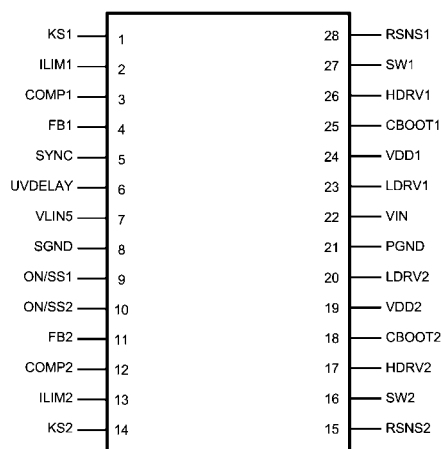 KS1 1 28 RSNS1
ILIM1 2 27 SW1
COMP1 3 26 HDRV1
FB1 4 25 CBOOT1
SYNC 5 24 VDD1
UVDELAY 6 23 LDRV1
VLIN5 7 22 VIN
SGND 8 21 PGND
ON/SS1 9 20 LDRV2
ON/SS2 10 19 VDD2
FB2 11 18 CBOOT2
COMP2 12 17 HDRV2
ILIM2 13 16 SW2
KS2 14 15 RSNS2